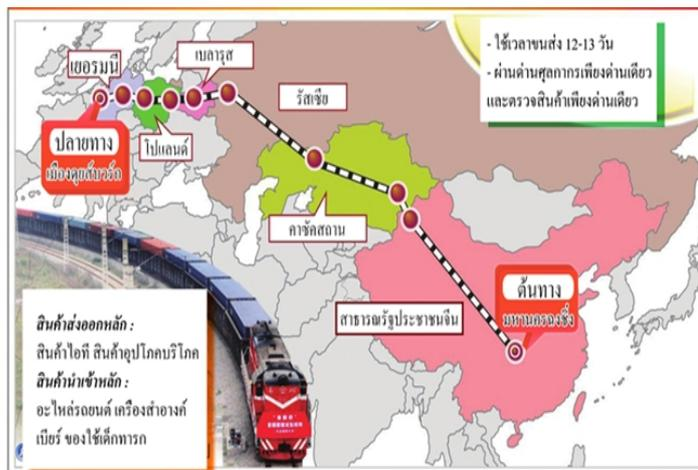 - ใช้เวลาขนส่ง 12-13 วัน
- ผ่านด่านศุลกากรเพียงด่านเดียว
และตรวจสินค้าเพียงด่านเดียว
เยอรมนี
เบลารุส
รัสเซีย
ปลายทาง
เมืองดุยส์บวร์ก
โปแลนด์
คาซัคสถาน
สาธารณรัฐประชาชนจีน
ต้นทาง
มหานครฉงชิ่ง
สินค้าส่งออกหลัก :
สินค้าไอที สินค้าอุปโภคบริโภค
สินค้านำเข้าหลัก :
อะไหล่รถยนต์ เครื่องสำอางค์
เบียร์ ของใช้เด็กทารก